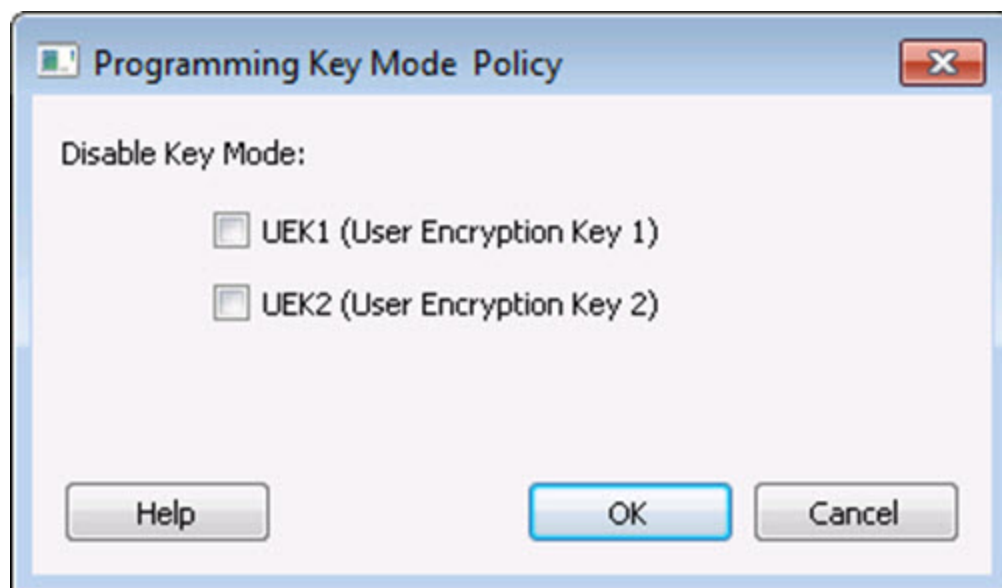 Programming Key Mode Policy
Disable Key Mode:
UEK1 (User Encryption Key 1)
UEK2 (User Encryption Key 2)
Help OK Cancel